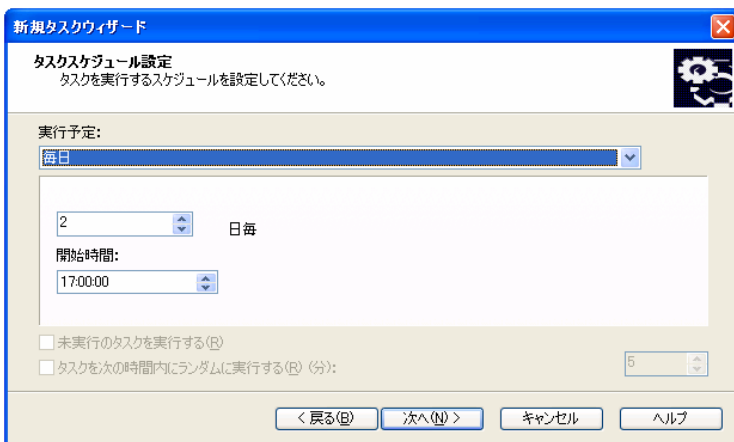 新規タスクウィザード
タスクスケジュール設定
タスクを実行するスケジュールを設定してください。
実行予定:
毎日
2 日毎
開始時間:
17:00:00
未実行のタスクを実行する(R)
タスクを次の時間内にランダムに実行する(R) (分): 5
< 戻る(B) 次へ(N) > キャンセル ヘルプ